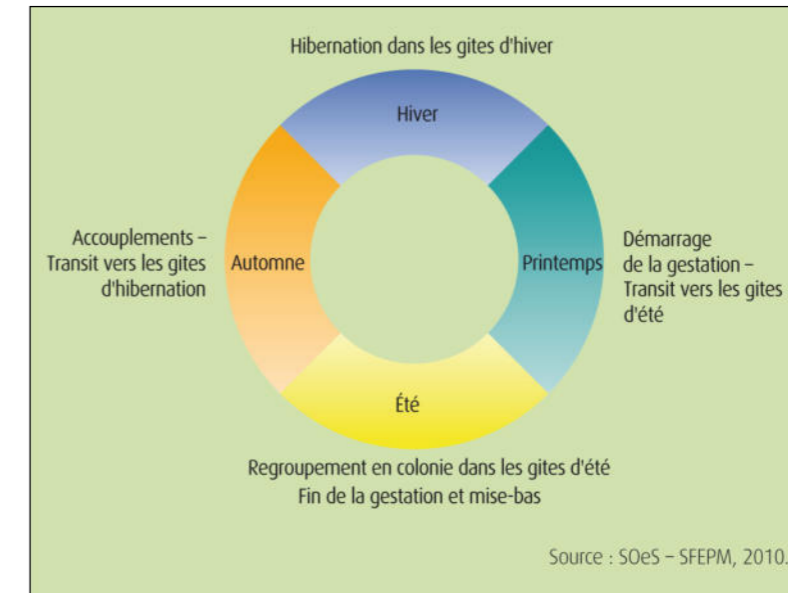 Hibernation dans les gites d'hiver
Hiver
Accouplements –
Transit vers les gites
d'hibernation
Automne
Printemps
Démarrage
de la gestation –
Transit vers les gites
d'été
Été
Regroupement en colonie dans les gites d'été
Fin de la gestation et mise-bas
Source : SOeS – SFEPM, 2010.